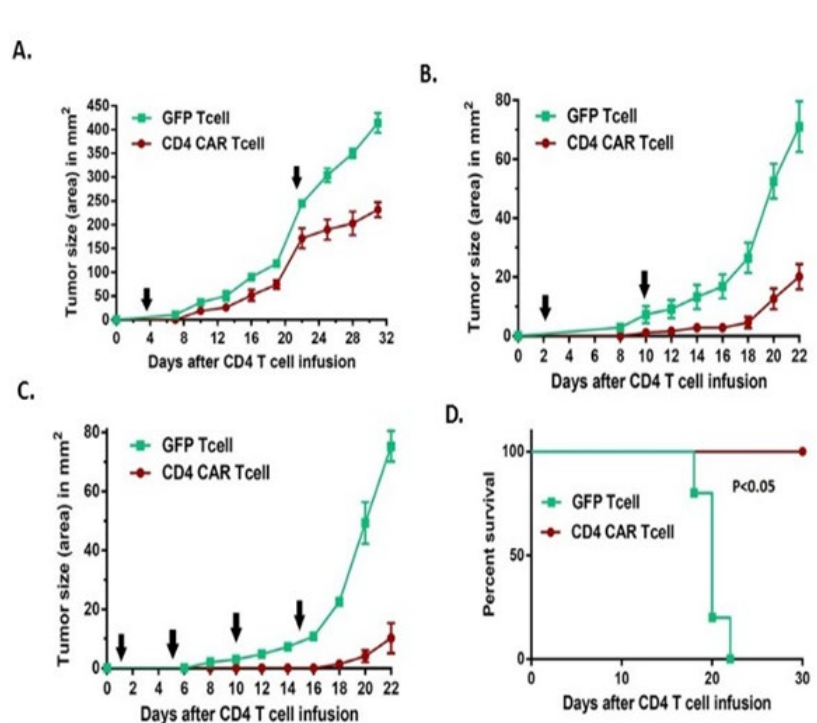 A.
Tumor size (area) in mm²
450
400
350
300
250
200
150
100
50
0
GFP Tcell
CD4 CAR Tcell
0 4 8 12 16 20 24 28 32
Days after CD4 T cell infusion
B.
Tumor size (area) in mm²
80
60
40
20
0
GFP Tcell
CD4 CAR Tcell
0 2 4 6 8 10 12 14 16 18 20 22
Days after CD4 T cell infusion
C.
Tumor size (area) in mm²
80
60
40
20
0
GFP Tcell
CD4 CAR Tcell
0 2 4 6 8 10 12 14 16 18 20 22
Days after CD4 T cell infusion
D.
Percent survival
100
50
0
P<0.05
GFP Tcell
CD4 CAR Tcell
0 10 20 30
Days after CD4 T cell infusion